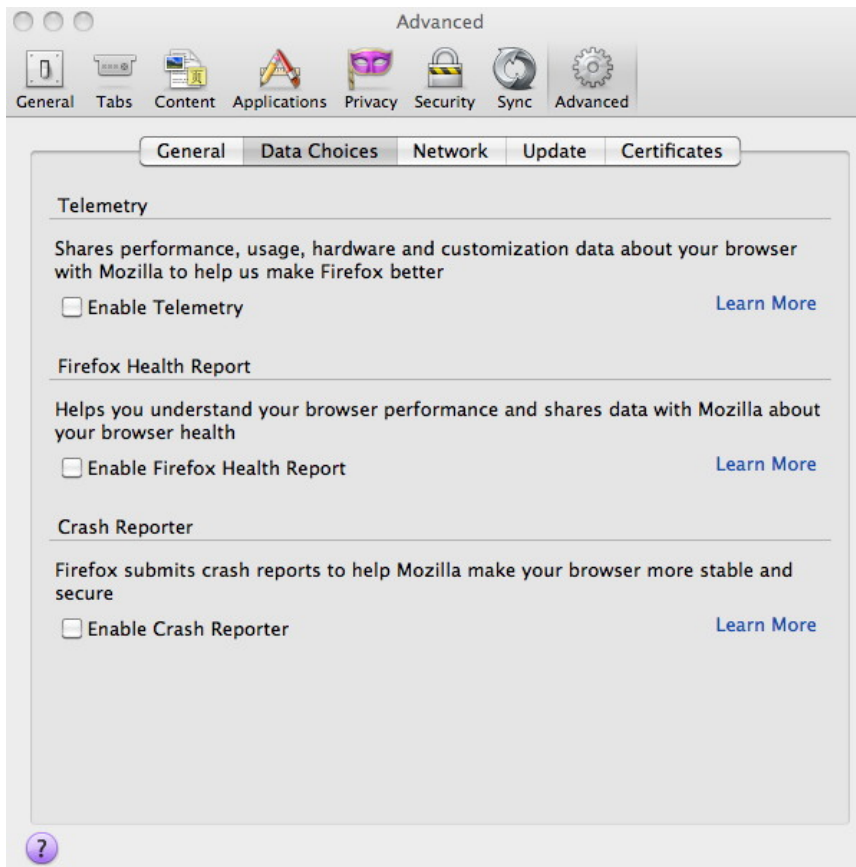 Advanced
General Tabs Content Applications Privacy Security Sync Advanced
General Data Choices Network Update Certificates
Telemetry
Shares performance, usage, hardware and customization data about your browser
with Mozilla to help us make Firefox better
Enable Telemetry Learn More
Firefox Health Report
Helps you understand your browser performance and shares data with Mozilla about
your browser health
Enable Firefox Health Report Learn More
Crash Reporter
Firefox submits crash reports to help Mozilla make your browser more stable and
secure
Enable Crash Reporter Learn More
?